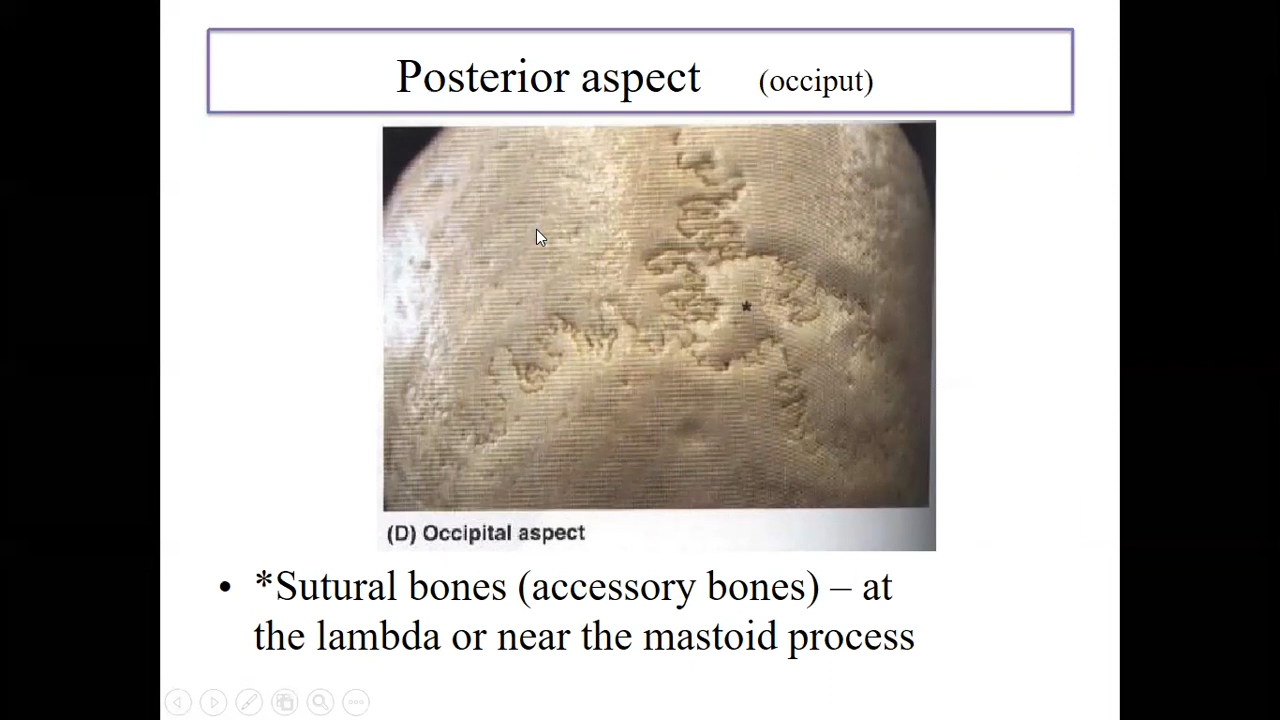 Posterior aspect (occiput)
*
(D) Occipital aspect
• *Sutural bones (accessory bones) – at
the lambda or near the mastoid process